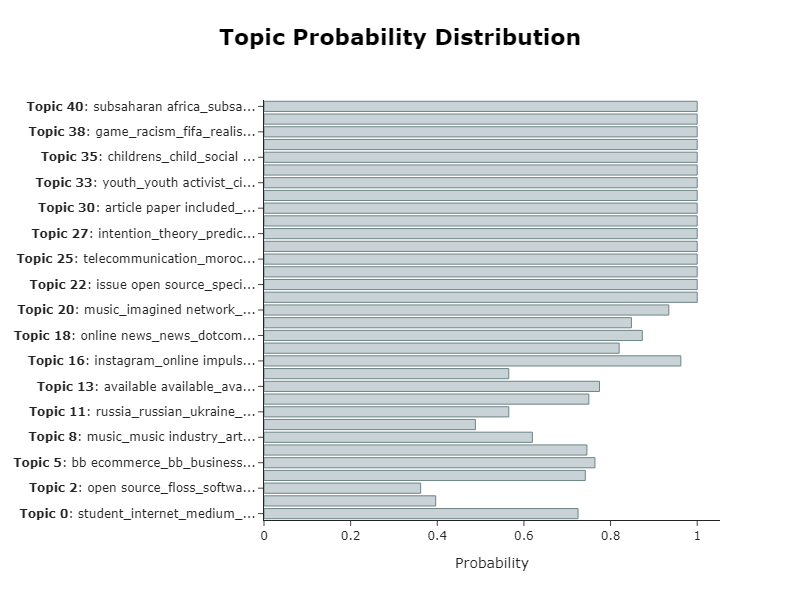 Topic Probability Distribution
Topic 40: subsaharan africa_subsa...
Topic 38: game_racism_fifa_realis...
Topic 35: childrens_child_social ...
Topic 33: youth_youth activist_ci...
Topic 30: article paper included_...
Topic 27: intention_theory_predic...
Topic 25: telecommunication_moroc...
Topic 22: issue open source_speci...
Topic 20: music_imagined network_...
Topic 18: online news_news_dotcom...
Topic 16: instagram_online impuls...
Topic 13: available available_ava...
Topic 11: russia_russian_ukraine_...
Topic 8: music_music industry_art...
Topic 5: bb ecommerce_bb_business...
Topic 2: open source_floss_softwa...
Topic 0: student_internet_medium_...
0 0.2 0.4 0.6 0.8 1
Probability